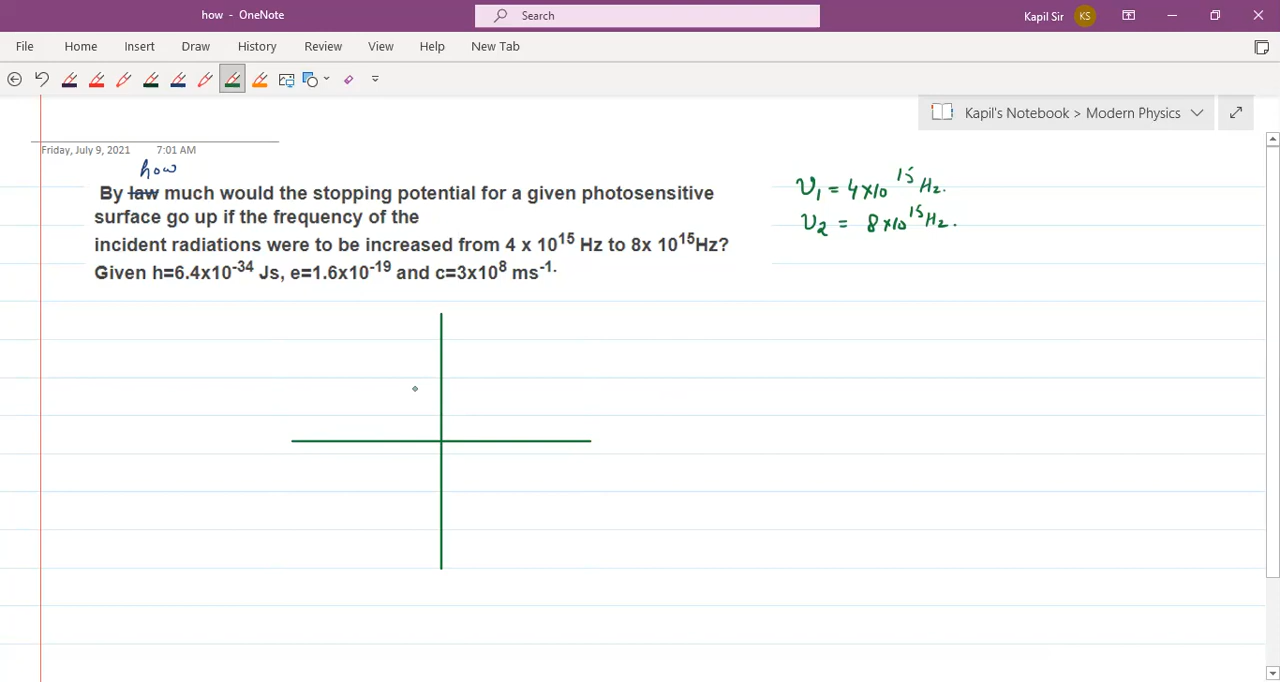 how - OneNote
Search
Kapil Sir
KS
File Home Insert Draw History Review View Help New Tab
Kapil's Notebook > Modern Physics
Friday, July 9, 2021 7:01 AM
how
By law much would the stopping potential for a given photosensitive
surface go up if the frequency of the
incident radiations were to be increased from 4 x 10¹⁵ Hz to 8x 10¹⁵Hz?
Given h=6.4x10⁻³⁴ Js, e=1.6x10⁻¹⁹ and c=3x10⁸ ms⁻¹.
ν₁ = 4×10¹⁵ Hz.
ν₂ = 8×10¹⁵ Hz.